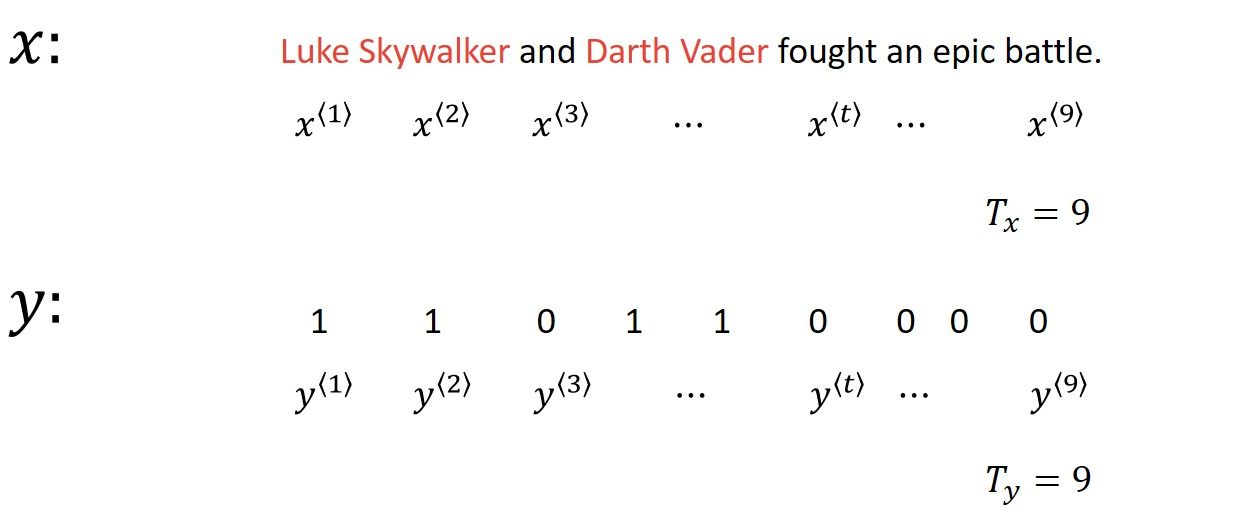 x: Luke Skywalker and Darth Vader fought an epic battle.
x⟨1⟩ x⟨2⟩ x⟨3⟩ ... x⟨t⟩ ... x⟨9⟩
Tₓ = 9
y: 1 1 0 1 1 0 0 0 0
y⟨1⟩ y⟨2⟩ y⟨3⟩ ... y⟨t⟩ ... y⟨9⟩
T_y = 9